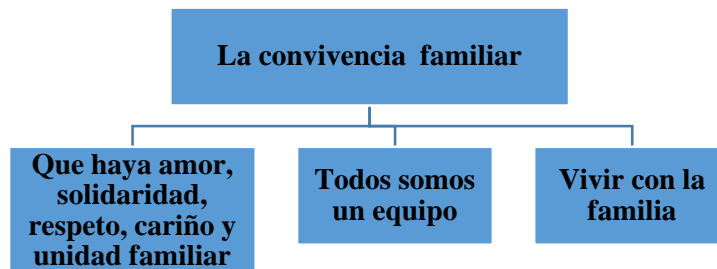 La convivencia familiar
Que haya amor,
solidaridad,
respeto, cariño y
unidad familiar
Todos somos
un equipo
Vivir con la
familia